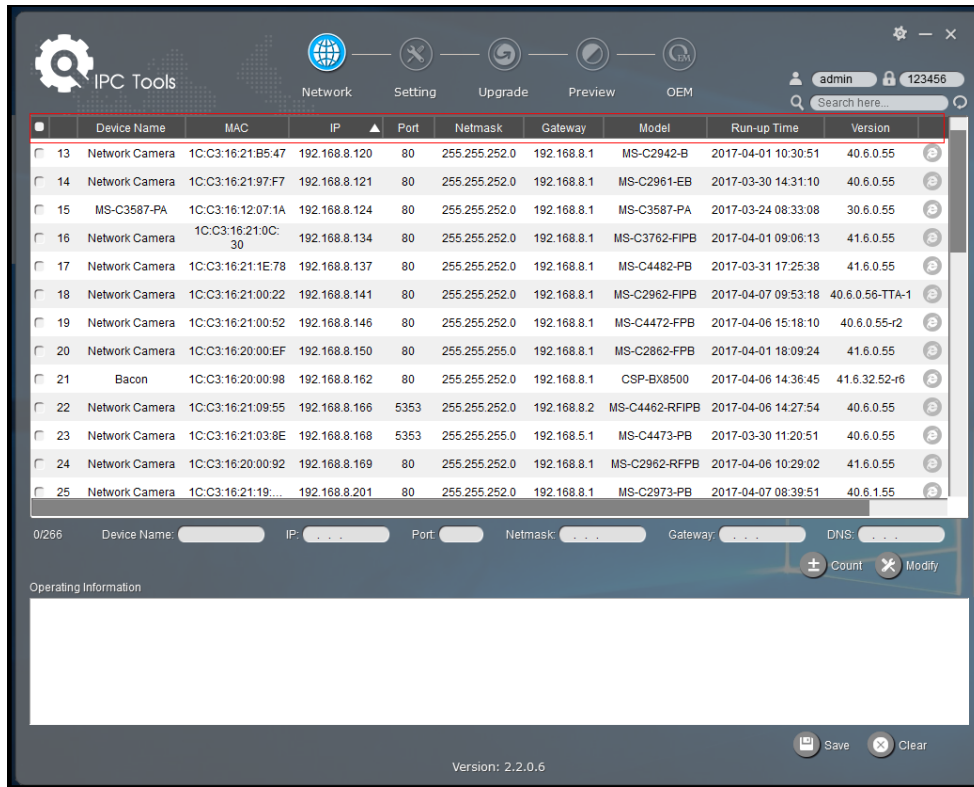 IPC Tools
Network Setting Upgrade Preview OEM
admin 123456
Search here...
Device Name MAC IP Port Netmask Gateway Model Run-up Time Version
13 Network Camera 1C:C3:16:21:B5:47 192.168.8.120 80 255.255.252.0 192.168.8.1 MS-C2942-B 2017-04-01 10:30:51 40.6.0.55
14 Network Camera 1C:C3:16:21:97:F7 192.168.8.121 80 255.255.252.0 192.168.8.1 MS-C2961-EB 2017-03-30 14:31:10 40.6.0.55
15 MS-C3587-PA 1C:C3:16:12:07:1A 192.168.8.124 80 255.255.252.0 192.168.8.1 MS-C3587-PA 2017-03-24 08:33:08 30.6.0.55
16 Network Camera 1C:C3:16:21:0C:30 192.168.8.134 80 255.255.252.0 192.168.8.1 MS-C3762-FIPB 2017-04-01 09:06:13 41.6.0.55
17 Network Camera 1C:C3:16:21:1E:78 192.168.8.137 80 255.255.252.0 192.168.8.1 MS-C4482-PB 2017-03-31 17:25:38 41.6.0.55
18 Network Camera 1C:C3:16:21:00:22 192.168.8.141 80 255.255.252.0 192.168.8.1 MS-C2962-FIPB 2017-04-07 09:53:18 40.6.0.56-TTA-1
19 Network Camera 1C:C3:16:21:00:52 192.168.8.146 80 255.255.252.0 192.168.8.1 MS-C4472-FPB 2017-04-06 15:18:10 40.6.0.55-r2
20 Network Camera 1C:C3:16:20:00:EF 192.168.8.150 80 255.255.255.0 192.168.8.1 MS-C2862-FPB 2017-04-01 18:09:24 41.6.0.55
21 Bacon 1C:C3:16:20:00:98 192.168.8.162 80 255.255.252.0 192.168.8.1 CSP-BX8500 2017-04-06 14:36:45 41.6.32.52-r6
22 Network Camera 1C:C3:16:21:09:55 192.168.8.166 5353 255.255.252.0 192.168.8.2 MS-C4462-RFIPB 2017-04-06 14:27:54 40.6.0.55
23 Network Camera 1C:C3:16:21:03:8E 192.168.8.168 5353 255.255.255.0 192.168.5.1 MS-C4473-PB 2017-03-30 11:20:51 40.6.0.55
24 Network Camera 1C:C3:16:20:00:92 192.168.8.169 80 255.255.252.0 192.168.8.1 MS-C2962-RFPB 2017-04-06 10:29:02 41.6.0.55
25 Network Camera 1C:C3:16:21:19:... 192.168.8.201 80 255.255.252.0 192.168.8.1 MS-C2973-PB 2017-04-07 08:39:51 40.6.1.55
0/266 Device Name: IP: . . . Port: Netmask: . . . Gateway: . . . DNS: . . .
Count Modify
Operating Information
Save Clear
Version: 2.2.0.6